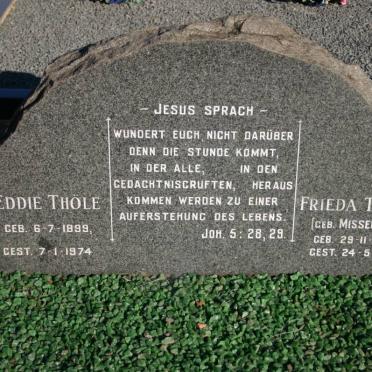 – JESUS SPRACH –
WUNDERT EUCH NICHT DARÜBER
DENN DIE STUNDE KOMMT,
IN DER ALLE, IN DEN
GEDACHTNISGRUFTEN, HERAUS
KOMMEN WERDEN ZU EINER
AUFERSTEHUNG DES LEBENS.
JOH. 5:28,29.
EDDIE THOLE
GEB. 6-7-1899,
GEST. 7-1-1974
FRIEDA T
(GEB. MISSE
GEB. 29-11-
GEST. 24-5